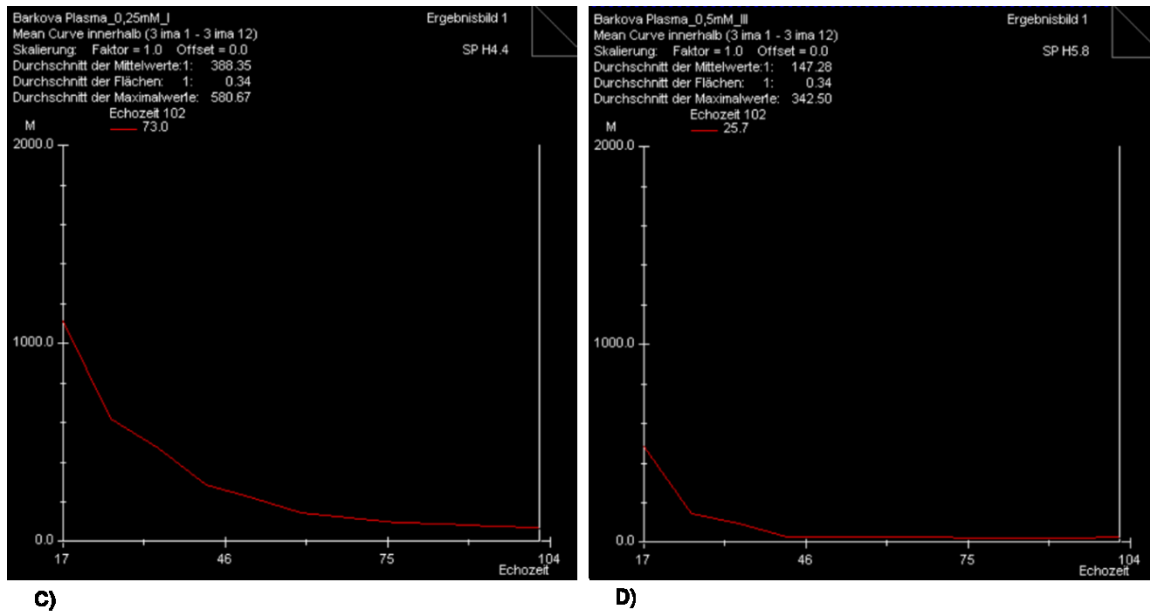 Barkova Plasma_0,25mM_I Ergebnisbild 1
Mean Curve innerhalb (3 ima 1 - 3 ima 12)
Skalierung: Faktor = 1.0 Offset = 0.0 SP H4.4
Durchschnitt der Mittelwerte:1: 388.35
Durchschnitt der Flächen: 1: 0.34
Durchschnitt der Maximalwerte: 580.67
Echozeit 102
M 73.0
2000.0
1000.0
0.0
17 46 75 104
Echozeit
C)
Barkova Plasma_0,5mM_III Ergebnisbild 1
Mean Curve innerhalb (3 ima 1 - 3 ima 12)
Skalierung: Faktor = 1.0 Offset = 0.0 SP H5.8
Durchschnitt der Mittelwerte:1: 147.28
Durchschnitt der Flächen: 1: 0.34
Durchschnitt der Maximalwerte: 342.50
Echozeit 102
M 25.7
2000.0
1000.0
0.0
17 46 75 104
Echozeit
D)